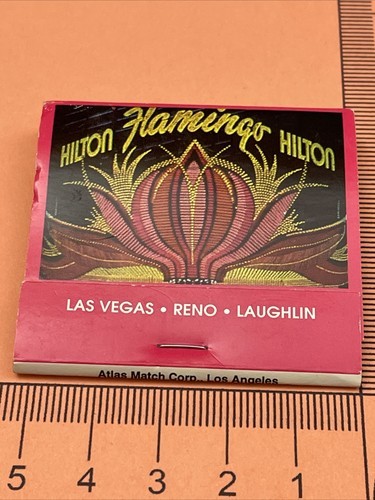 Flamingo
HILTON HILTON
LAS VEGAS • RENO • LAUGHLIN
Atlas Match Corp., Los Angeles
5 4 3 2 1